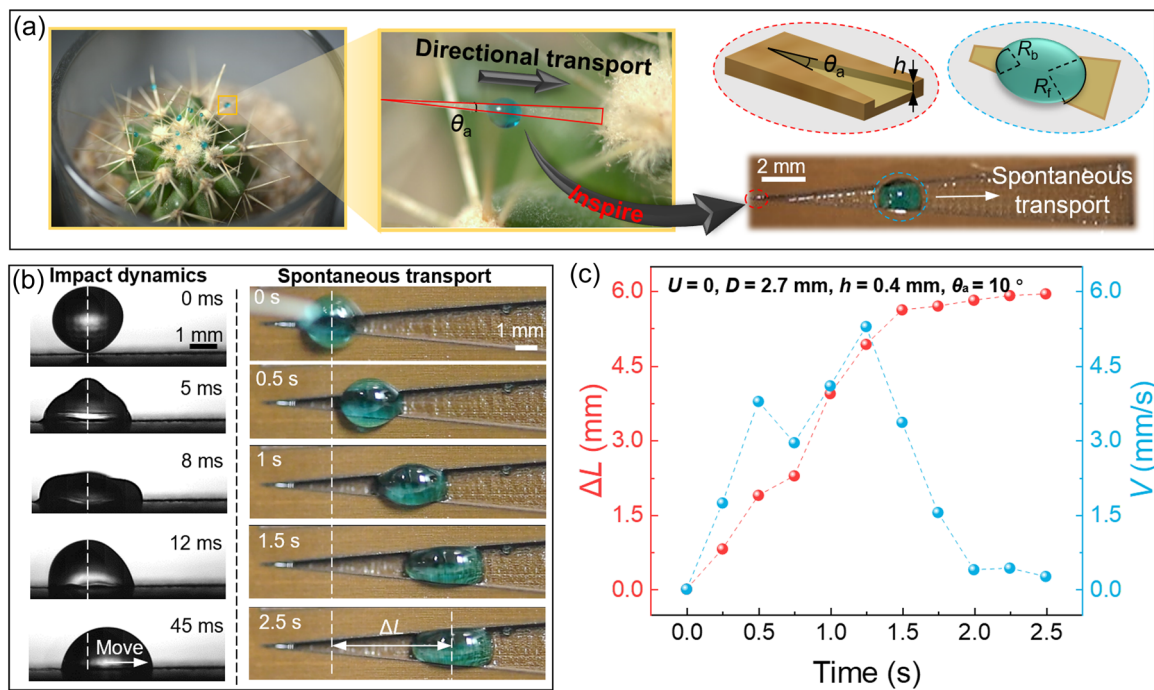 (a)
Directional transport
θa
Inspire
θa
h
Rb
Rf
2 mm
Spontaneous
transport
(b)
Impact dynamics
0 ms
1 mm
5 ms
8 ms
12 ms
45 ms
Move
Spontaneous transport
0 s
1 mm
0.5 s
1 s
1.5 s
2.5 s
ΔL
(c)
U = 0, D = 2.7 mm, h = 0.4 mm, θa = 10 °
6.0
4.5
3.0
1.5
0.0
ΔL (mm)
6.0
4.5
3.0
1.5
0.0
V (mm/s)
0.0 0.5 1.0 1.5 2.0 2.5
Time (s)